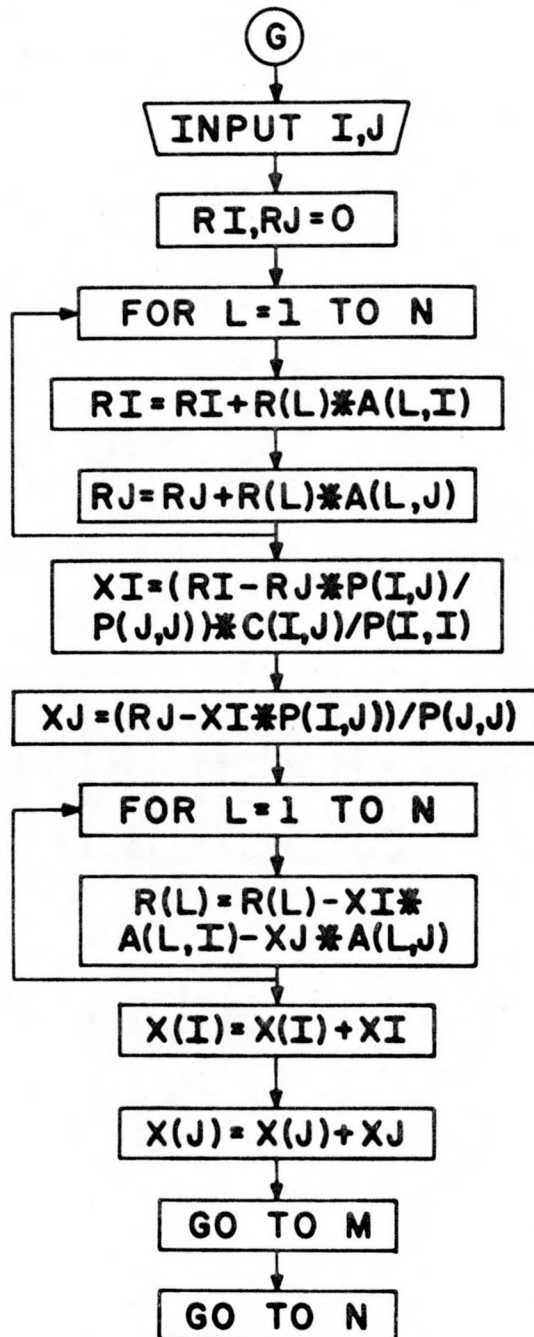 G
INPUT I,J
RI,RJ=0
FOR L=1 TO N
RI=RI+R(L)*A(L,I)
RJ=RJ+R(L)*A(L,J)
XI=(RI-RJ*P(I,J)/
P(J,J))*C(I,J)/P(I,I)
XJ=(RJ-XI*P(I,J))/P(J,J)
FOR L=1 TO N
R(L)=R(L)-XI*
A(L,I)-XJ*A(L,J)
X(I)=X(I)+XI
X(J)=X(J)+XJ
GO TO M
GO TO N